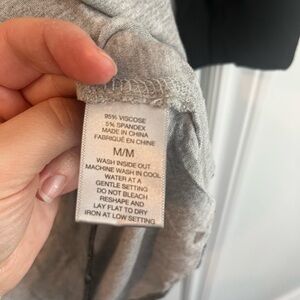 95% VISCOSE
5% SPANDEX
MADE IN CHINA
FABRIQUÉ EN CHINE
M/M
WASH INSIDE OUT
MACHINE WASH IN COOL
WATER AT A
GENTLE SETTING
DO NOT BLEACH
RESHAPE AND
LAY FLAT TO DRY
IRON AT LOW SETTING